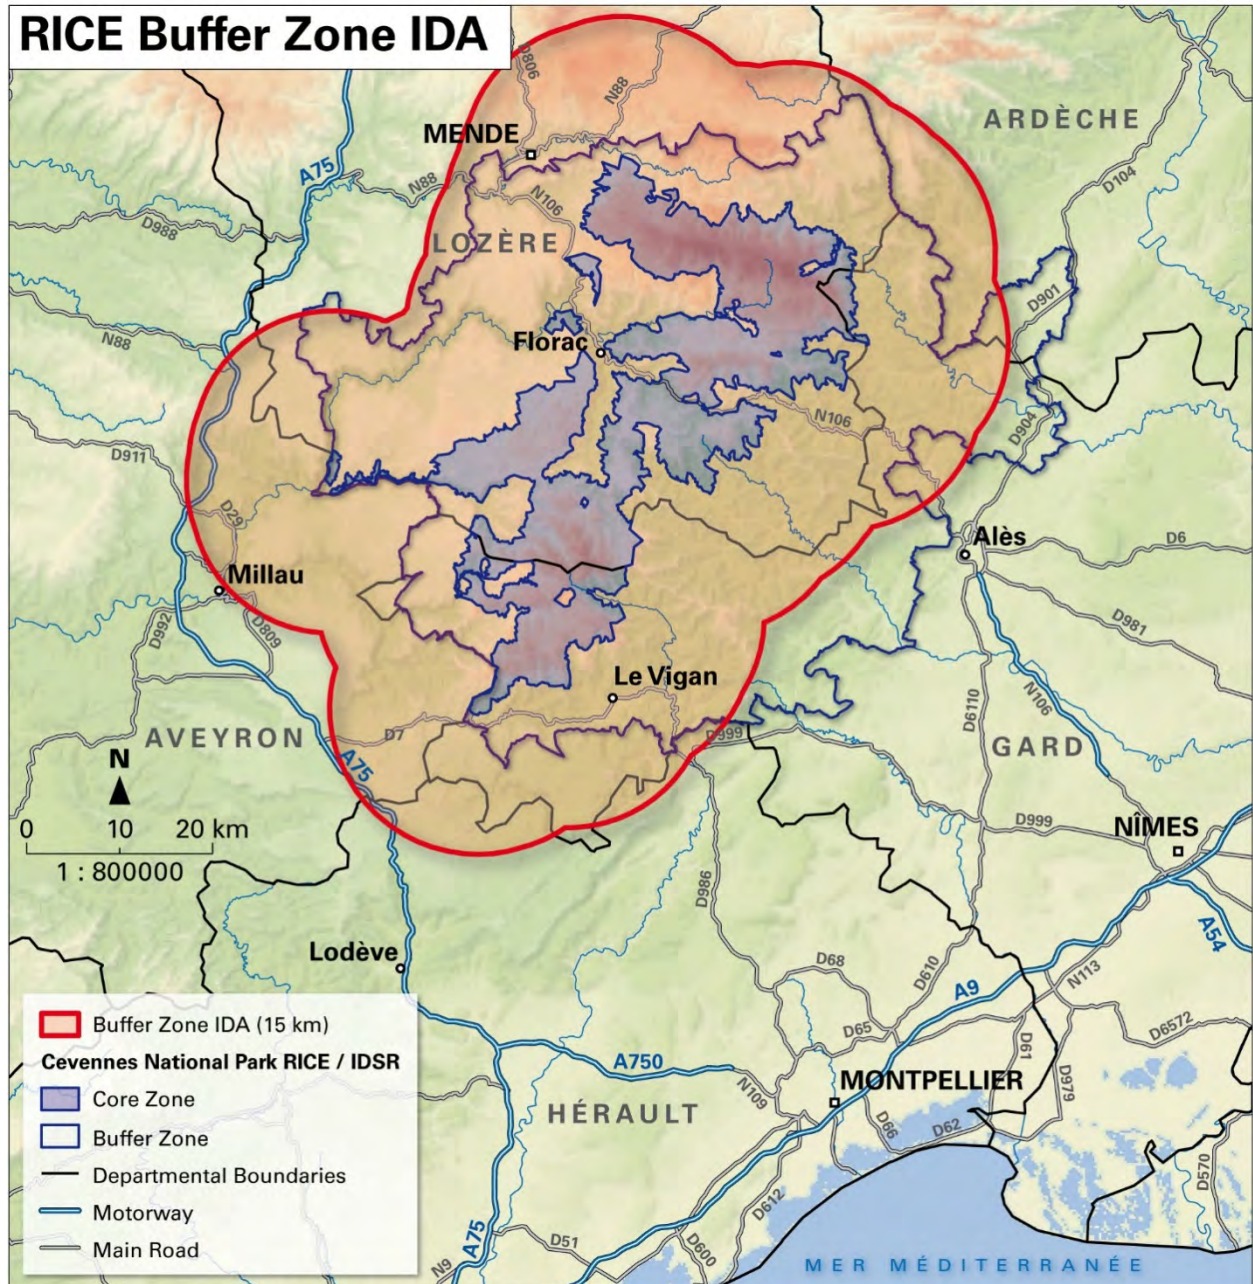 RICE Buffer Zone IDA
D806
N88
ARDÈCHE
MENDE
A75
N88
N106
D104
D988
LOZÈRE
D901
N88
Florac
N106
D904
D911
D29
Alès
D6
Millau
D992
D809
D981
Le Vigan
D6110
N106
AVEYRON
D7
D999
GARD
A75
N
0 10 20 km
1 : 800000
D999
NÎMES
D986
A54
Lodève
D68
D610
A9
N113
D65
D6572
D61
D979
A750
MONTPELLIER
N109
HÉRAULT
D66
D62
D570
D612
A75
D51
D600
N9
MER MÉDITERRANÉE
Buffer Zone IDA (15 km)
Cevennes National Park RICE / IDSR
Core Zone
Buffer Zone
Departmental Boundaries
Motorway
Main Road